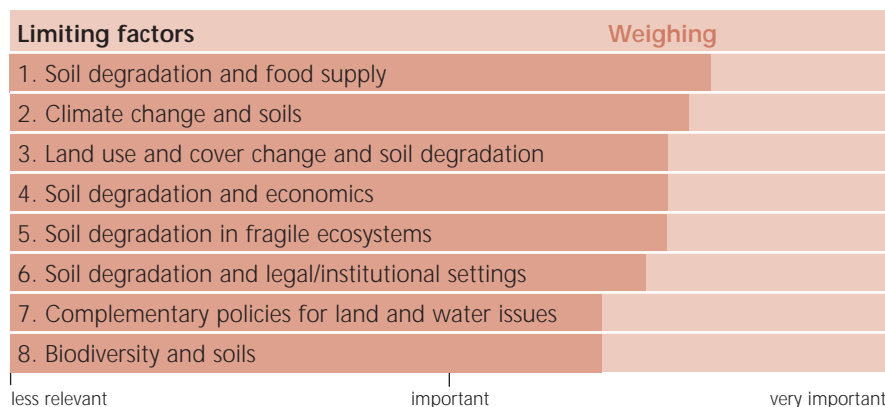 Limiting factors Weighing
1. Soil degradation and food supply
2. Climate change and soils
3. Land use and cover change and soil degradation
4. Soil degradation and economics
5. Soil degradation in fragile ecosystems
6. Soil degradation and legal/institutional settings
7. Complementary policies for land and water issues
8. Biodiversity and soils
less relevant important very important